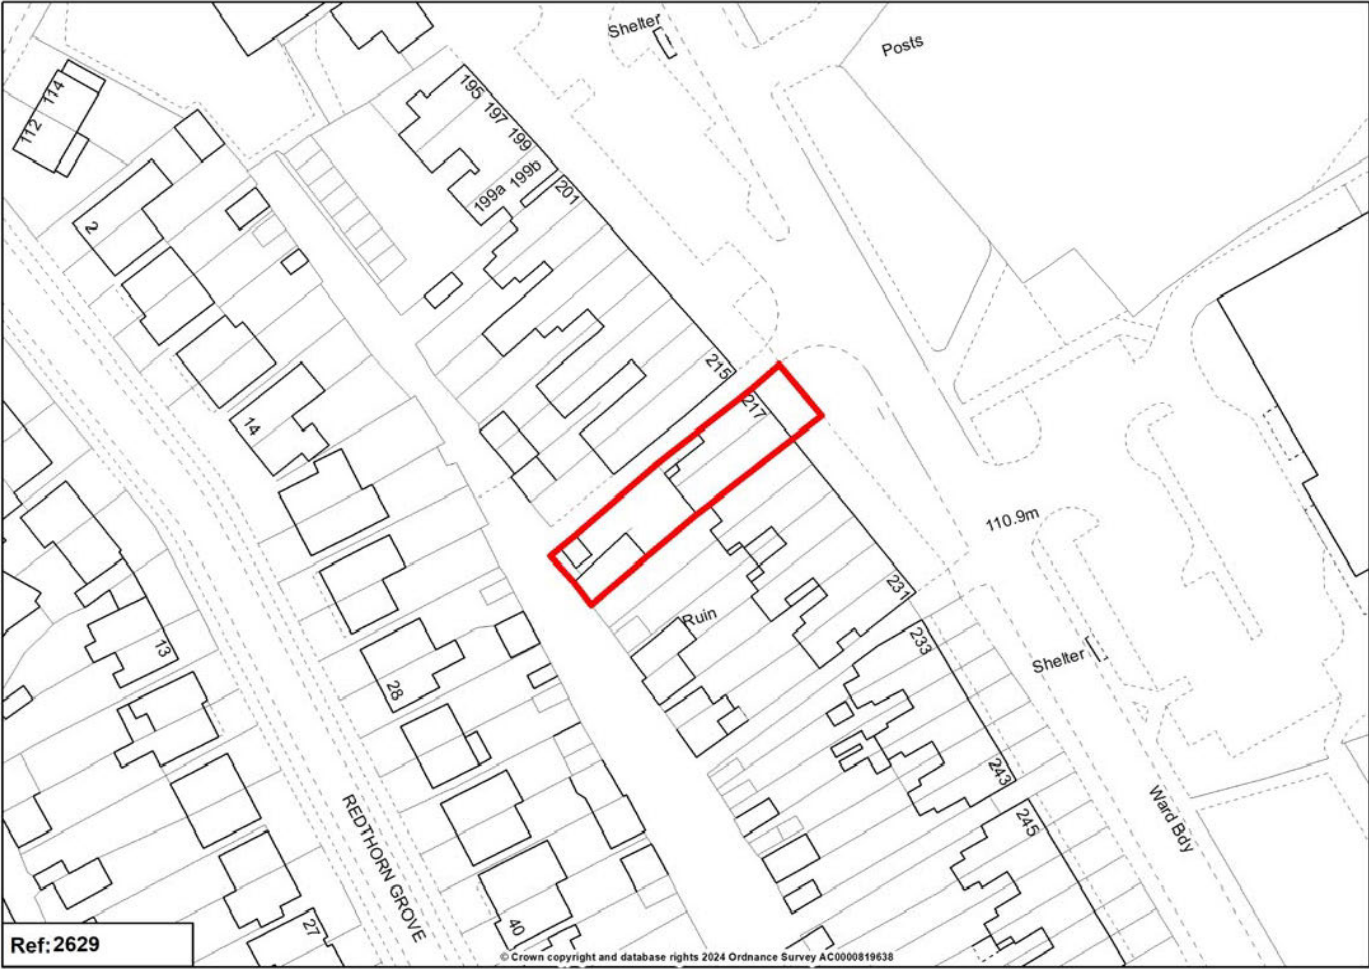 Shelter
Posts
114
112
195
197
199
199b
199a
201
2
215
217
14
110.9m
231
Ruin
233
13
Shelter
28
243
REDTHORN GROVE
245
Ward Bdy
40
27
Ref: 2629
© Crown copyright and database rights 2024 Ordnance Survey AC0000819638